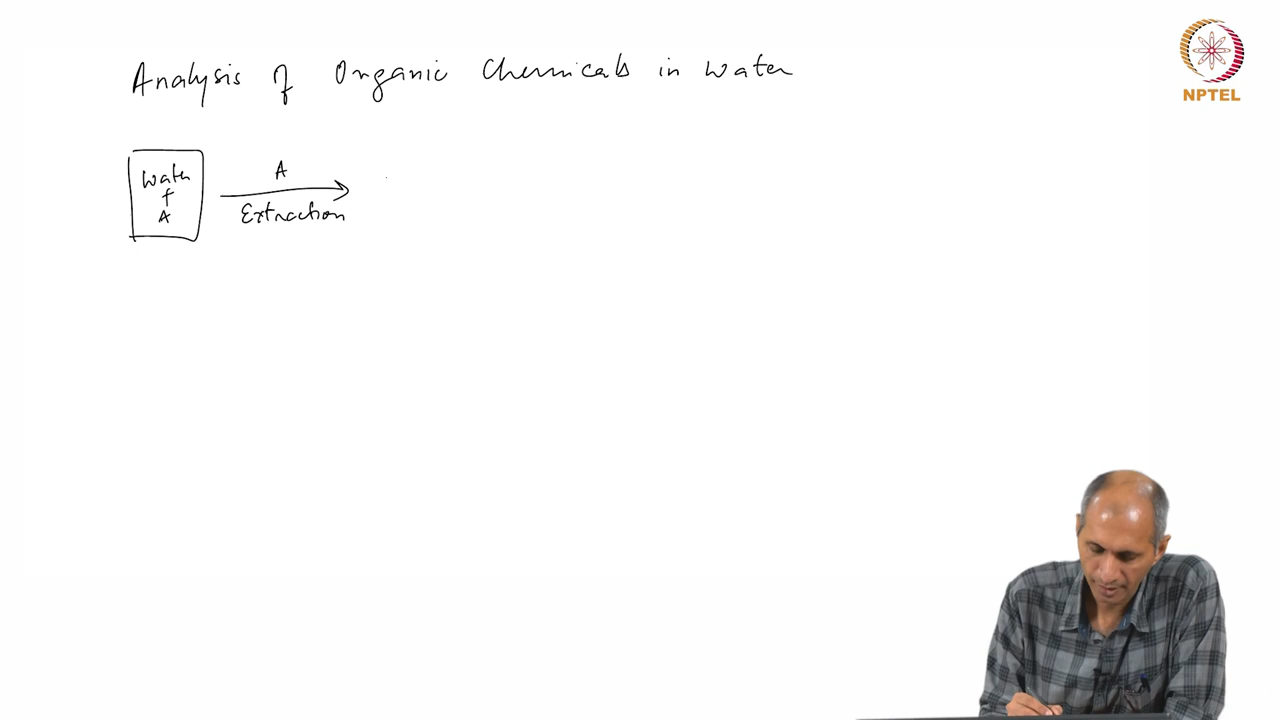 Analysis of Organic Chemicals in water
NPTEL
water
+
A
A
Extraction